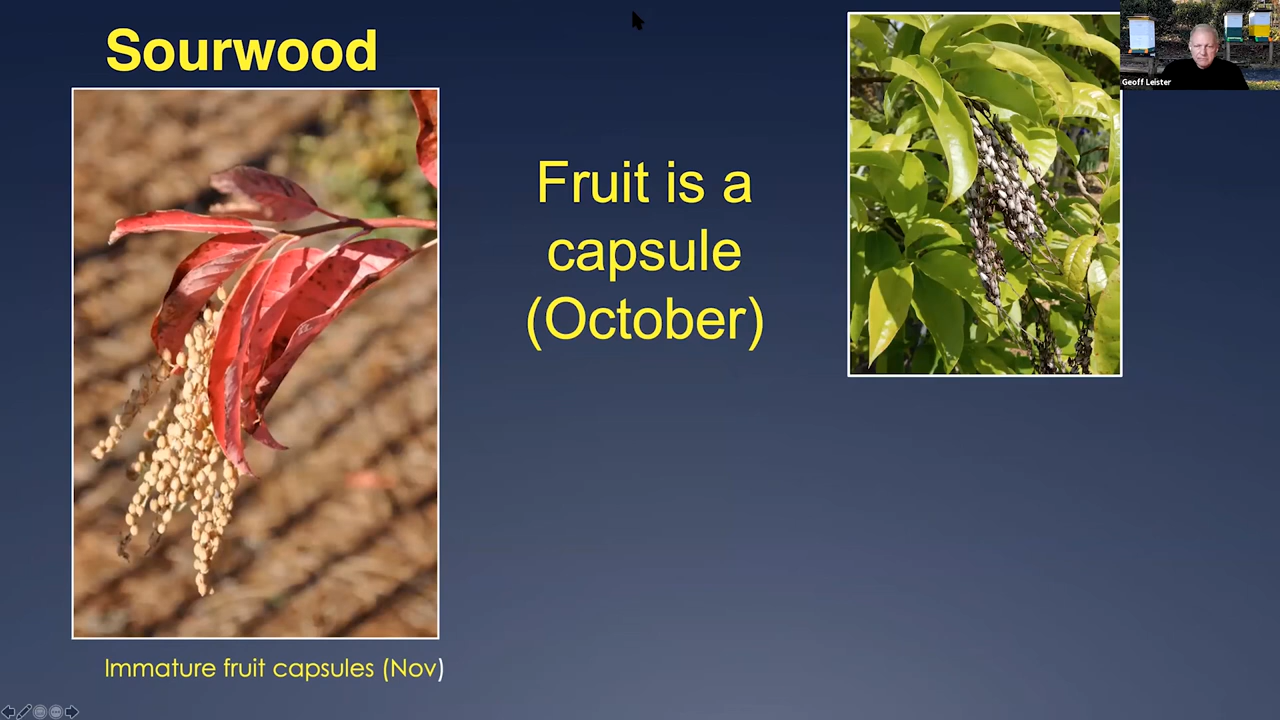 Sourwood
Fruit is a
capsule
(October)
Immature fruit capsules (Nov)
Geoff Leister